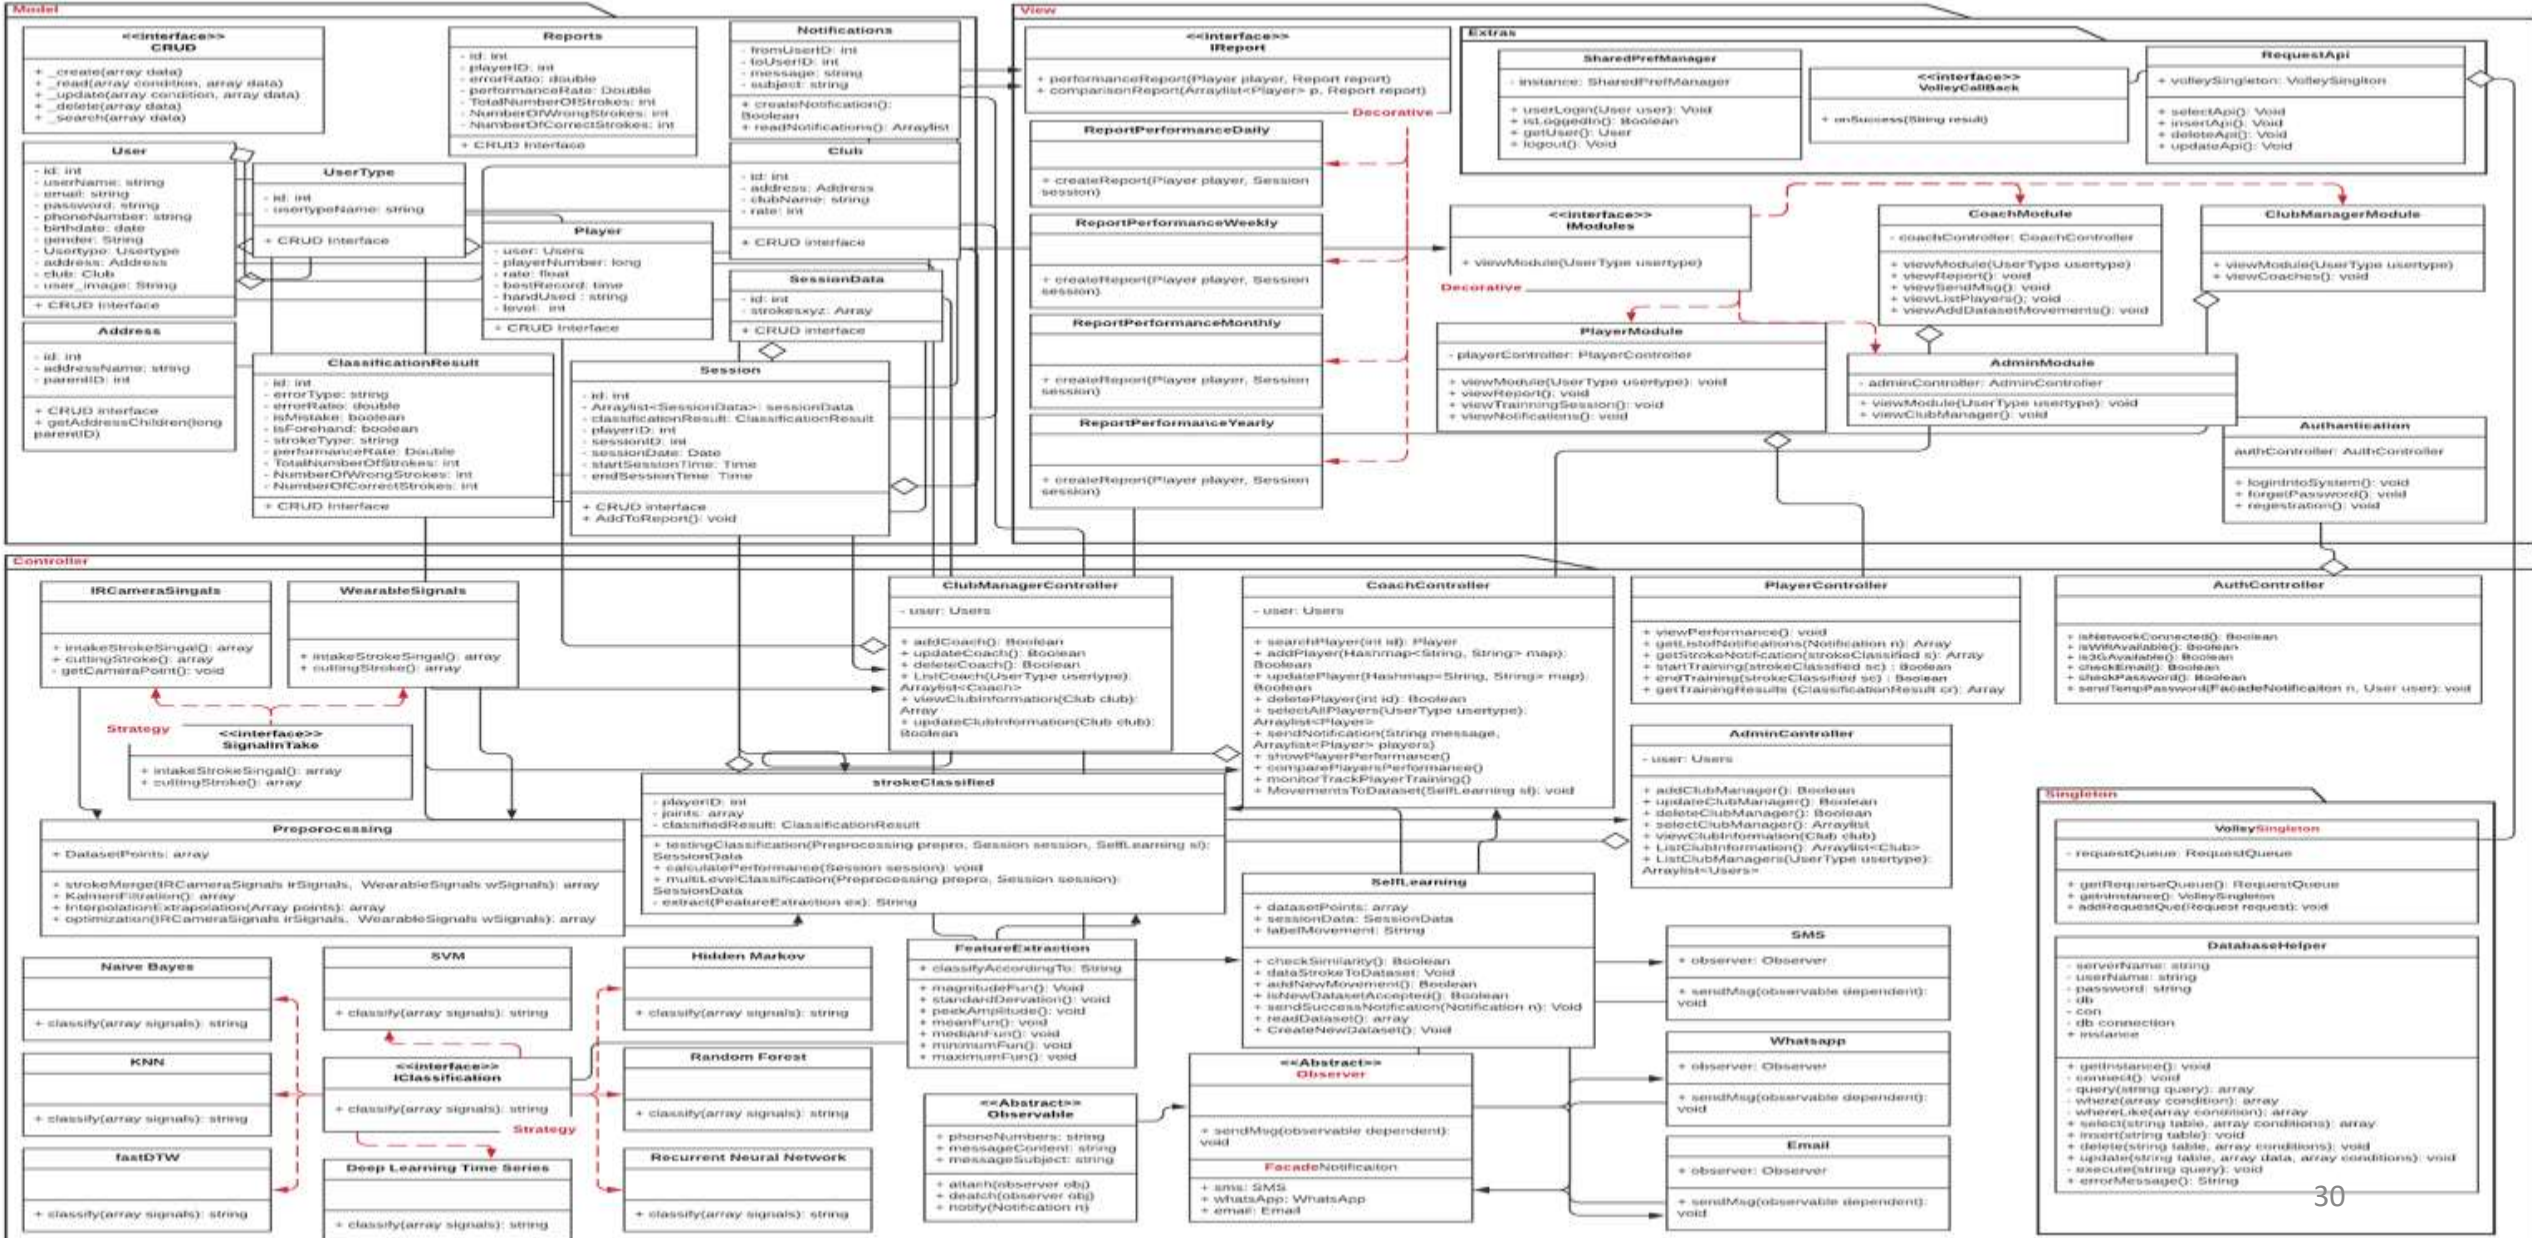 Model
<<interface>>
CRUD
+ _create(array data)
+ _read(array condition, array data)
+ _update(array condition, array data)
+ _delete(array data)
+ _search(array data)
Reports
- id: int
- playerID: int
- errorRatio: double
- performanceRate: Double
- TotalNumberOfStrokes: int
- NumberOfWrongStrokes: int
- NumberOfCorrectStrokes: int
+ CRUD Interface
Notifications
- fromUserID: int
- toUserID: int
- message: string
- subject: string
+ createNotification():
Boolean
+ readNotifications(): Arraylist
User
- id: int
- userName: string
- email: string
- password: string
- phoneNumber: string
- birthdate: date
- gender: String
- Usertype: Usertype
- address: Address
- club: Club
- user_image: String
+ CRUD Interface
UserType
- id: int
- usertypeName: string
+ CRUD Interface
Club
- id: int
- address: Address
- clubName: string
- rate: int
+ CRUD Interface
Player
- user: Users
- playerNumber: long
- rate: float
- bestRecord: time
- handUsed : string
- level: int
+ CRUD Interface
SessionData
- id: int
- strokesxyz: Array
+ CRUD interface
Address
- id: int
- addressName: string
- parentID: int
+ CRUD interface
+ getAddressChildren(long
parentID)
ClassificationResult
- id: int
- errorType: string
- errorRatio: double
- isMistake: boolean
- isForehand: boolean
- strokeType: string
- performanceRate: Double
- TotalNumberOfStrokes: int
- NumberOfWrongStrokes: int
- NumberOfCorrectStrokes: int
+ CRUD Interface
Session
- id: int
- Arraylist<SessionData>: sessionData
- classificationResult: ClassificationResult
- playerID: int
- sessionID: int
- sessionDate: Date
- startSessionTime: Time
- endSessionTime: Time
+ CRUD interface
+ AddToReport(): void
View
<<interface>>
IReport
+ performanceReport(Player player, Report report)
+ comparisonReport(Arraylist<Player> p, Report report)
Decorative
ReportPerformanceDaily
+ createReport(Player player, Session
session)
ReportPerformanceWeekly
+ createReport(Player player, Session
session)
ReportPerformanceMonthly
+ createReport(Player player, Session
session)
ReportPerformanceYearly
+ createReport(Player player, Session
session)
Extras
SharedPrefManager
- instance: SharedPrefManager
+ userLogin(User user): Void
+ isLoggedIn(): Boolean
+ getUser(): User
+ logout(): Void
<<interface>>
VolleyCallBack
+ onSuccess(String result)
RequestApi
+ volleySingleton: VolleySinglton
+ selectApi(): Void
+ insertApi(): Void
+ deleteApi(): Void
+ updateApi(): Void
<<interface>>
IModules
+ viewModule(UserType usertype)
Decorative
CoachModule
- coachController: CoachController
+ viewModule(UserType usertype)
+ viewReport(): void
+ viewSendMsg(): void
+ viewListPlayers(): void
+ viewAddDatasetMovements(): void
ClubManagerModule
+ viewModule(UserType usertype)
+ viewCoaches(): void
PlayerModule
- playerController: PlayerController
+ viewModule(UserType usertype): void
+ viewReport(): void
+ viewTrainningSession(): void
+ viewNotifications(): void
AdminModule
- adminController: AdminController
+ viewModule(UserType usertype): void
+ viewClubManager(): void
Authantication
authController: AuthController
+ loginIntoSystem(): void
+ forgetPassword(): void
+ regestration(): void
Controller
IRCameraSingals
+ intakeStrokeSingal(): array
+ cuttingStroke(): array
- getCameraPoint(): void
WearableSignals
+ intakeStrokeSingal(): array
+ cuttingStroke(): array
Strategy
<<interface>>
SignalInTake
+ intakeStrokeSingal(): array
+ cuttingStroke(): array
Preporocessing
+ DatasetPoints: array
+ strokeMerge(IRCameraSignals irSignals, WearableSignals wSignals): array
+ KalmenFiltration(): array
+ InterpolationExtrapolation(Array points): array
+ optimization(IRCameraSignals irSignals, WearableSignals wSignals): array
ClubManagerController
- user: Users
+ addCoach(): Boolean
+ updateCoach(): Boolean
+ deleteCoach(): Boolean
+ ListCoach(UserType usertype):
Arraylist<Coach>
+ viewClubInformation(Club club):
Array
+ updateClubInformation(Club club):
Boolean
CoachController
- user: Users
+ searchPlayer(int id): Player
+ addPlayer(Hashmap<String, String> map):
Boolean
+ updatePlayer(Hashmap<String, String> map):
Boolean
+ deletePlayer(int id): Boolean
+ selectAllPlayers(UserType usertype):
Arraylist<Player>
+ sendNotification(String message,
Arraylist<Player> players)
+ showPlayerPerformance()
+ comparePlayersPerformance()
+ monitorTrackPlayerTraining()
+ MovementsToDataset(SelfLearning sl): void
PlayerController
+ viewPerformance(): void
+ getListofNotifications(Notification n): Array
+ getStrokeNotification(strokeClassified s): Array
+ startTraining(strokeClassified sc) : Boolean
+ endTraining(strokeClassified sc) : Boolean
+ getTrainingResults (ClassificationResult cr): Array
AuthController
+ isNetworkConnected(): Boolean
+ isWifiAvailable(): Boolean
+ is3GAvailable(): Boolean
+ checkEmail(): Boolean
+ checkPassword(): Boolean
+ sendTempPassword(FacadeNotificaiton n, User user): void
AdminController
- user: Users
+ addClubManager(): Boolean
+ updateClubManager(): Boolean
+ deleteClubManager(): Boolean
+ selectClubManager(): Arraylist
+ viewClubInformation(Club club)
+ ListClubInformation(): Arraylist<Club>
+ ListClubManagers(UserType usertype):
Arraylist<Users>
strokeClassified
- playerID: int
- joints: array
- classifiedResult: ClassificationResult
+ testingClassification(Preprocessing prepro, Session session, SelfLearning sl):
SessionData
+ calculatePerformance(Session session): void
+ multiLevelClassification(Preprocessing prepro, Session session):
SessionData
- extract(FeatureExtraction ex): String
SelfLearning
+ datasetPoints: array
+ sessionData: SessionData
+ labelMovement: String
+ checkSimilarity(): Boolean
+ dataStrokeToDataset: Void
+ addNewMovement(): Boolean
+ isNewDatasetAccepted(): Boolean
+ sendSuccessNotification(Notification n): Void
+ readDataset(): array
+ CreateNewDataset(): Void
FeatureExtraction
+ classifyAccordingTo: String
+ magnitudeFun(): Void
+ standardDervation(): void
+ peekAmplitude(): void
+ meanFun(): void
+ medianFun(): void
+ minimumFun(): void
+ maximumFun(): void
Naive Bayes
+ classify(array signals): string
SVM
+ classify(array signals): string
Hidden Markov
+ classify(array signals): string
KNN
+ classify(array signals): string
<<interface>>
IClassification
+ classify(array signals): string
Strategy
Random Forest
+ classify(array signals): string
fastDTW
+ classify(array signals): string
Deep Learning Time Series
+ classify(array signals): string
Recurrent Neural Network
+ classify(array signals): string
<<Abstract>>
Observable
+ phoneNumbers: string
+ messageContent: string
+ messageSubject: string
+ attach(observer obj)
+ deatch(observer obj)
+ notify(Notification n)
<<Abstract>>
Observer
+ sendMsg(observable dependent):
void
FacadeNotificaiton
+ sms: SMS
+ whatsApp: WhatsApp
+ email: Email
SMS
+ observer: Observer
+ sendMsg(observable dependent):
void
Whatsapp
+ observer: Observer
+ sendMsg(observable dependent):
void
Email
+ observer: Observer
+ sendMsg(observable dependent):
void
Singleton
VolleySingleton
- requestQueue: RequestQueue
+ getRequeseQueue(): RequestQueue
+ getInstance(): VolleySingleton
+ addRequestQue(Request request): void
DatabaseHelper
- serverName: string
- userName: string
- password: string
- db
- con
- db connection
+ instance
+ getInstance(): void
- connect(): void
- query(string query): array
- where(array condition): array
- whereLike(array condition): array
+ select(string table, array conditions): array
+ insert(string table): void
+ delete(string table, array conditions): void
+ update(string table, array data, array conditions): void
- execute(string query): void
+ errorMessage(): String
30